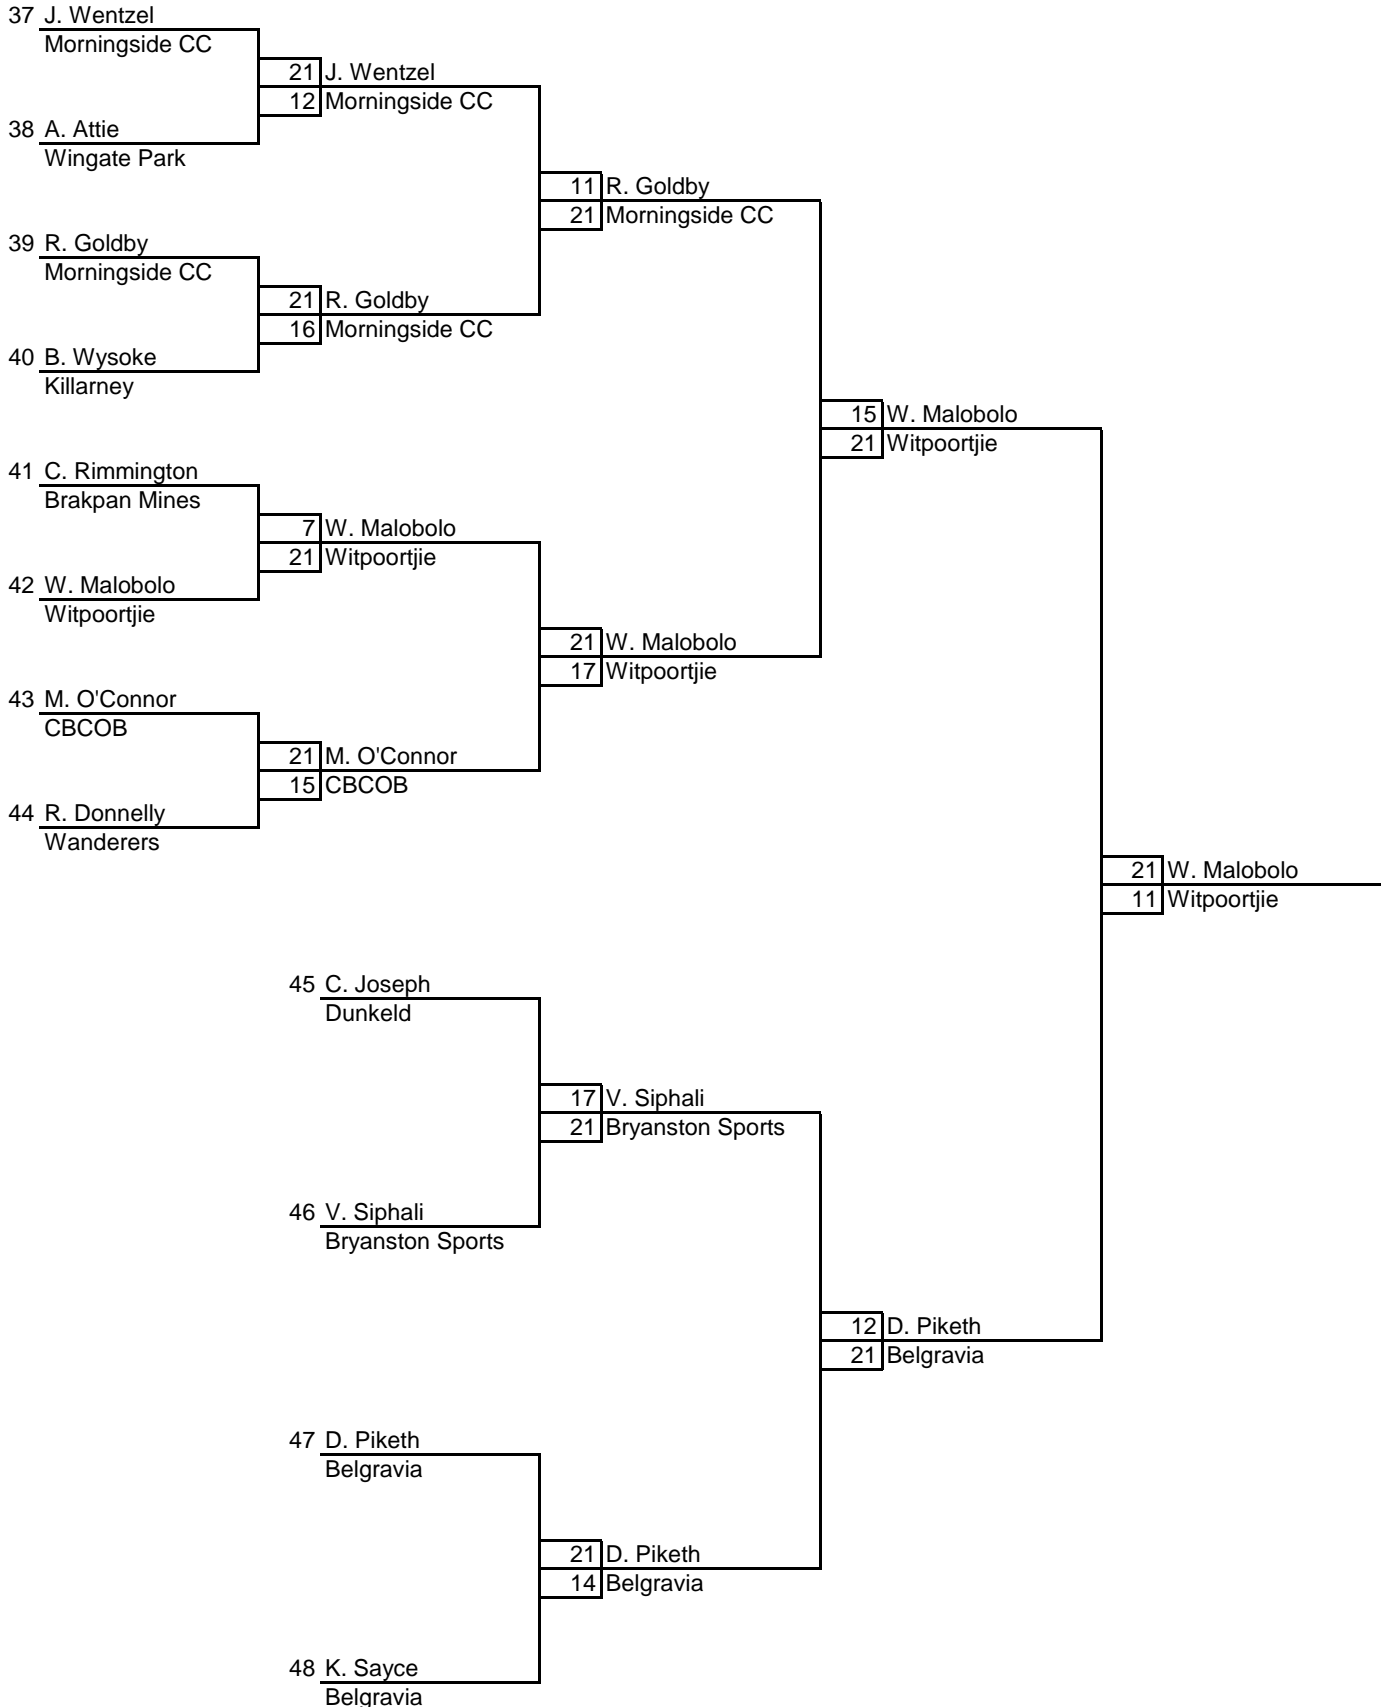 37 J. Wentzel
Morningside CC
21 J. Wentzel
12 Morningside CC
38 A. Attie
Wingate Park
11 R. Goldby
21 Morningside CC
39 R. Goldby
Morningside CC
21 R. Goldby
16 Morningside CC
40 B. Wysoke
Killarney
15 W. Malobolo
21 Witpoortjie
41 C. Rimmington
Brakpan Mines
7 W. Malobolo
21 Witpoortjie
42 W. Malobolo
Witpoortjie
21 W. Malobolo
17 Witpoortjie
43 M. O'Connor
CBCOB
21 M. O'Connor
15 CBCOB
44 R. Donnelly
Wanderers
21 W. Malobolo
11 Witpoortjie
45 C. Joseph
Dunkeld
17 V. Siphali
21 Bryanston Sports
46 V. Siphali
Bryanston Sports
12 D. Piketh
21 Belgravia
47 D. Piketh
Belgravia
21 D. Piketh
14 Belgravia
48 K. Sayce
Belgravia